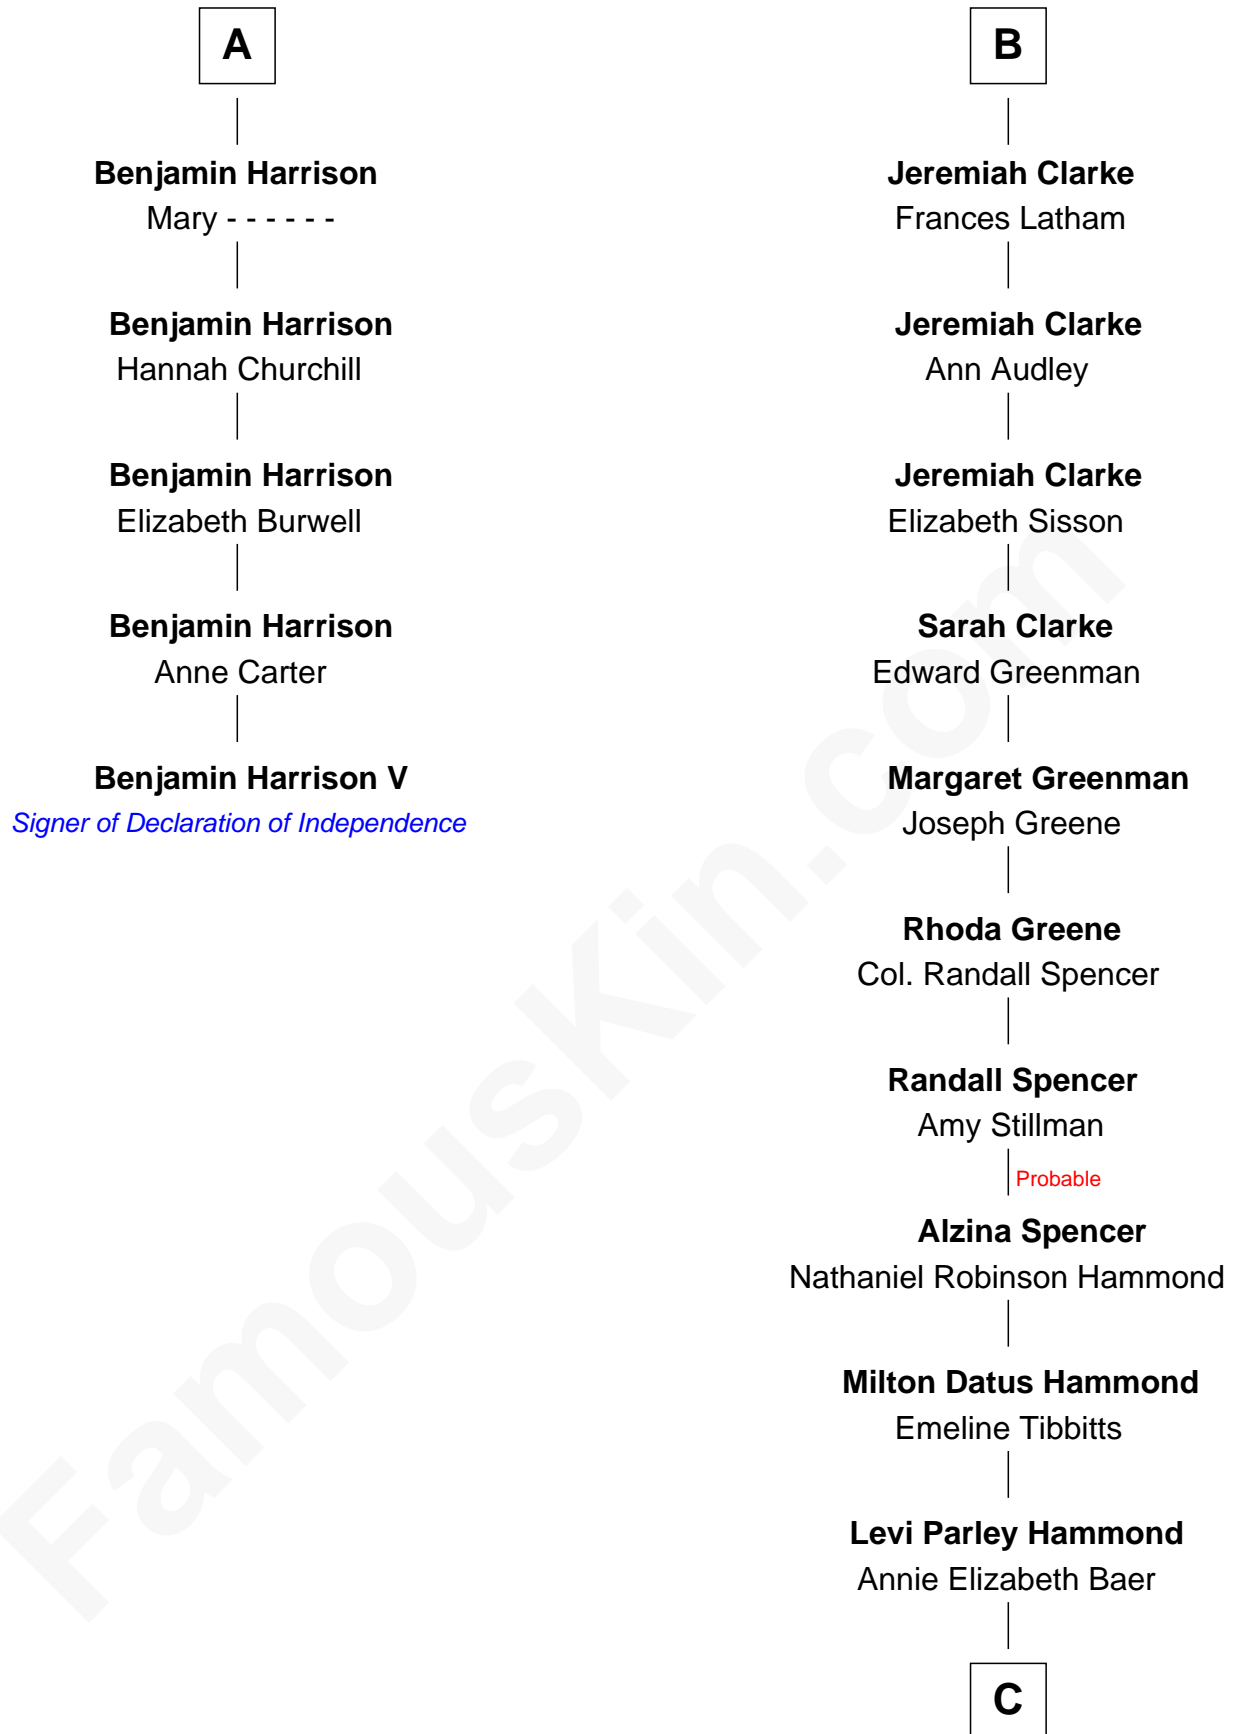 A
Benjamin Harrison
Mary - - - - - -
Benjamin Harrison
Hannah Churchill
Benjamin Harrison
Elizabeth Burwell
Benjamin Harrison
Anne Carter
Benjamin Harrison V
Signer of Declaration of Independence
B
Jeremiah Clarke
Frances Latham
Jeremiah Clarke
Ann Audley
Jeremiah Clarke
Elizabeth Sisson
Sarah Clarke
Edward Greenman
Margaret Greenman
Joseph Greene
Rhoda Greene
Col. Randall Spencer
Randall Spencer
Amy Stillman
Probable
Alzina Spencer
Nathaniel Robinson Hammond
Milton Datus Hammond
Emeline Tibbitts
Levi Parley Hammond
Annie Elizabeth Baer
C
FamousKin.com